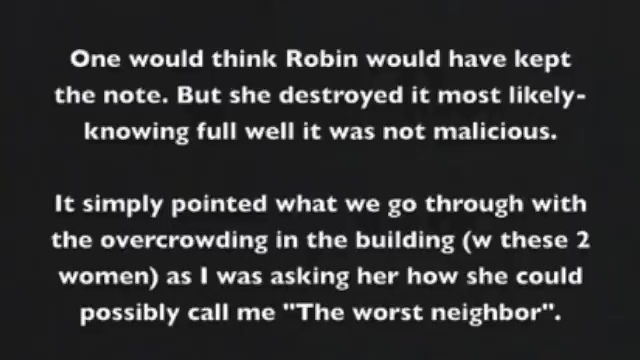 One would think Robin would have kept
the note. But she destroyed it most likely-
knowing full well it was not malicious.
It simply pointed what we go through with
the overcrowding in the building (w these 2
women) as I was asking her how she could
possibly call me "The worst neighbor".